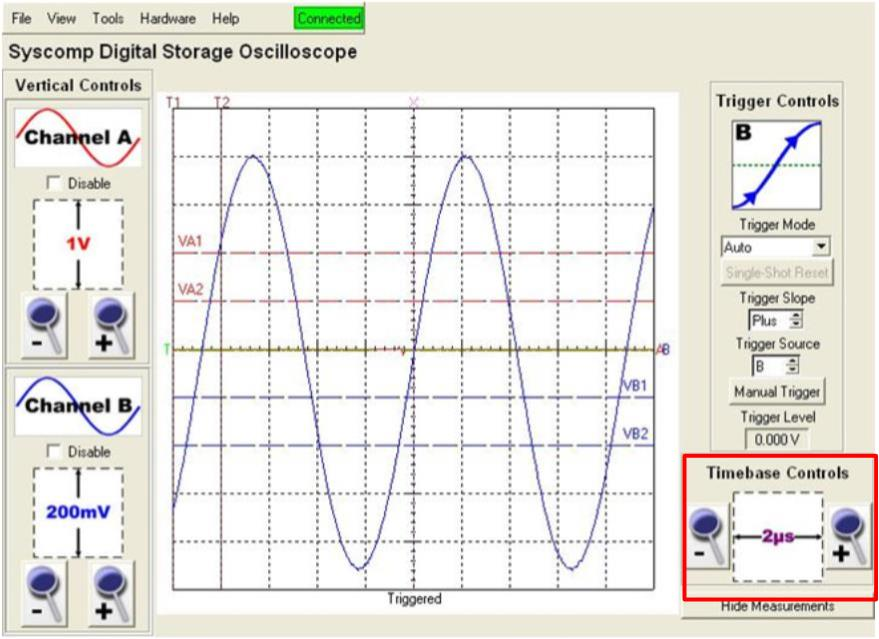 File View Tools Hardware Help Connected
Syscomp Digital Storage Oscilloscope
Vertical Controls
Channel A
Disable
1V
-
+
Channel B
Disable
200mV
-
+
T1 T2 X
VA1
VA2
T
A B
VB1
VB2
Triggered
Trigger Controls
B
Trigger Mode
Auto
Single-Shot Reset
Trigger Slope
Plus
Trigger Source
B
Manual Trigger
Trigger Level
0.000 V
Timebase Controls
-
2µs
+
Hide Measurements